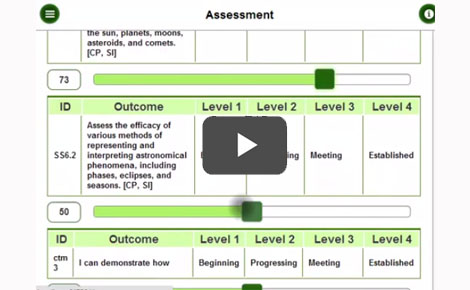 Assessment
the sun, planets, moons,
asteroids, and comets.
[CP, SI]
73
ID Outcome Level 1 Level 2 Level 3 Level 4
SS6.2 Assess the efficacy of
various methods of
representing and
interpreting astronomical
phenomena, including
phases, eclipses, and
seasons. [CP, SI]
Meeting Established
50
ID Outcome Level 1 Level 2 Level 3 Level 4
ctm
3 I can demonstrate how Beginning Progressing Meeting Established